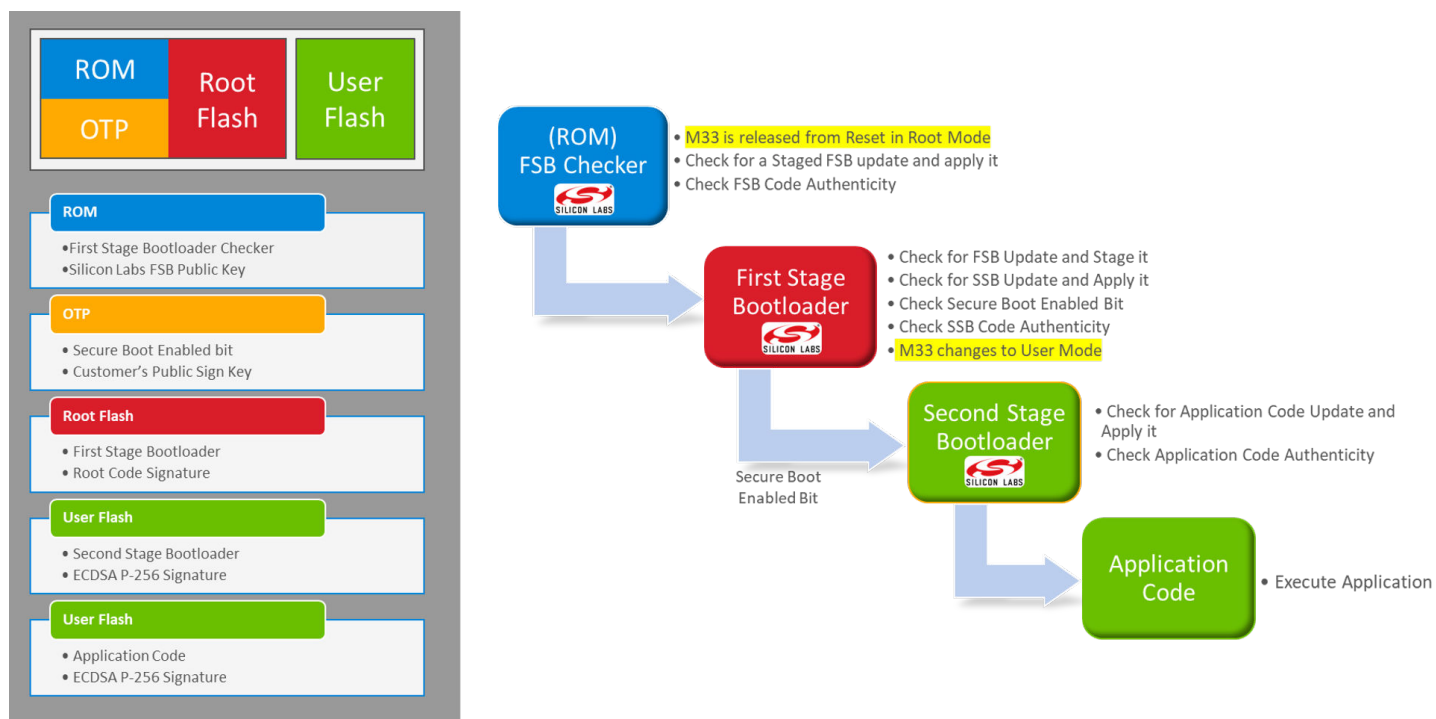 ROM
OTP
Root
Flash
User
Flash
ROM
•First Stage Bootloader Checker
•Silicon Labs FSB Public Key
OTP
• Secure Boot Enabled bit
• Customer's Public Sign Key
Root Flash
• First Stage Bootloader
• Root Code Signature
User Flash
• Second Stage Bootloader
• ECDSA P-256 Signature
User Flash
• Application Code
• ECDSA P-256 Signature
(ROM)
FSB Checker
SILICON LABS
• M33 is released from Reset in Root Mode
• Check for a Staged FSB update and apply it
• Check FSB Code Authenticity
First Stage
Bootloader
SILICON LABS
• Check for FSB Update and Stage it
• Check for SSB Update and Apply it
• Check Secure Boot Enabled Bit
• Check SSB Code Authenticity
• M33 changes to User Mode
Secure Boot
Enabled Bit
Second Stage
Bootloader
SILICON LABS
• Check for Application Code Update and
Apply it
• Check Application Code Authenticity
Application
Code
• Execute Application